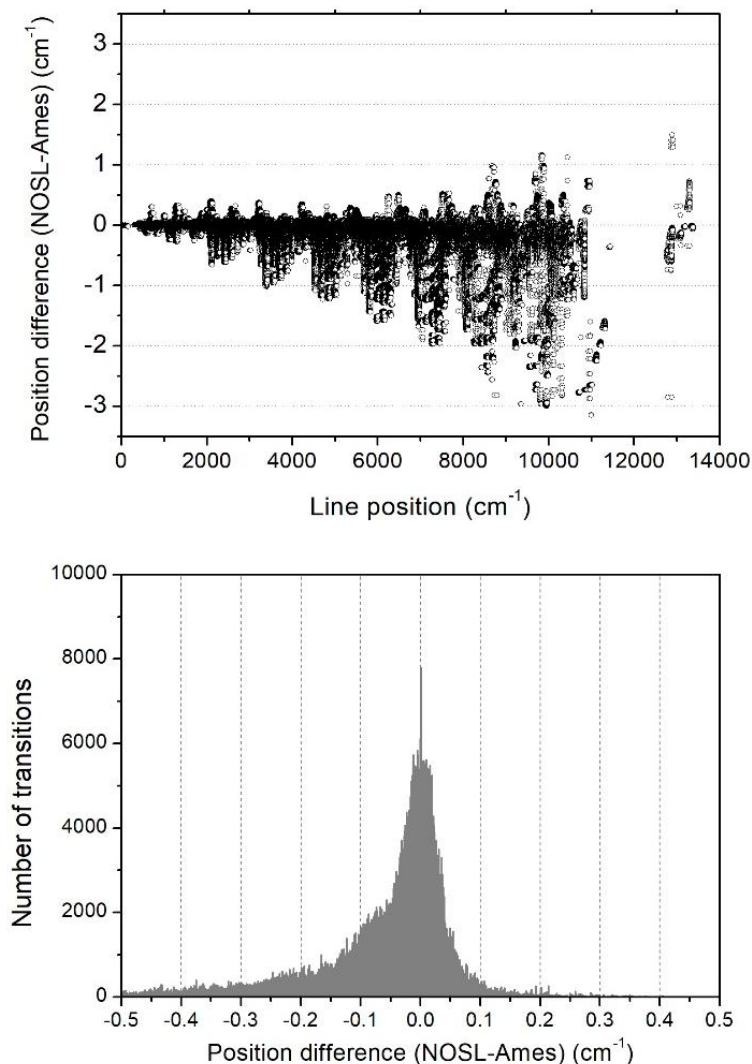 Position difference (NOSL-Ames) (cm⁻¹)
3
2
1
0
-1
-2
-3
0 2000 4000 6000 8000 10000 12000 14000
Line position (cm⁻¹)
Number of transitions
10000
8000
6000
4000
2000
0
-0.5 -0.4 -0.3 -0.2 -0.1 0.0 0.1 0.2 0.3 0.4 0.5
Position difference (NOSL-Ames) (cm⁻¹)